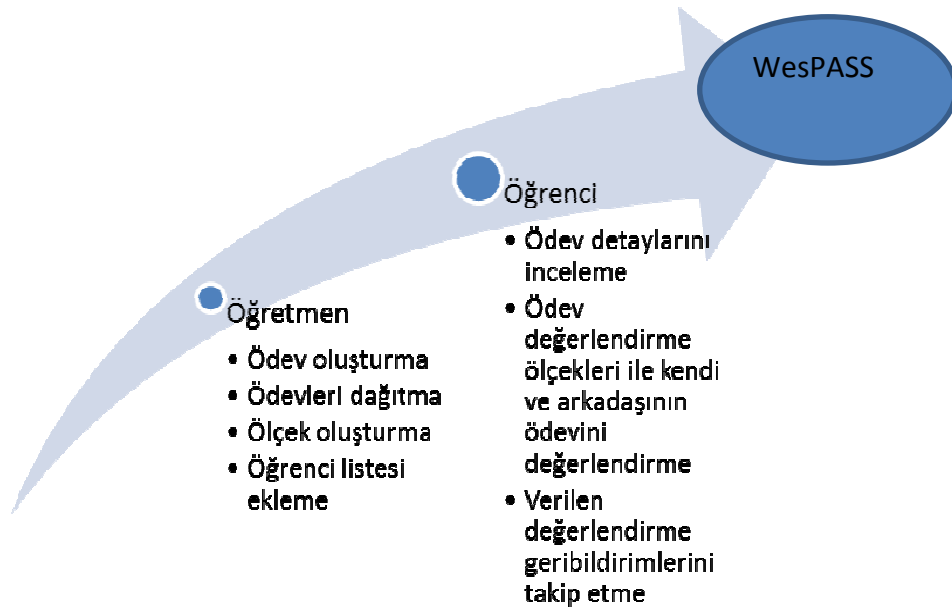 WesPASS
Öğrenci
• Ödev detaylarını
inceleme
• Ödev
değerlendirme
ölçekleri ile kendi
ve arkadaşının
ödevini
değerlendirme
• Verilen
değerlendirme
geribildirimlerini
takip etme
Öğretmen
• Ödev oluşturma
• Ödevleri dağıtma
• Ölçek oluşturma
• Öğrenci listesi
ekleme